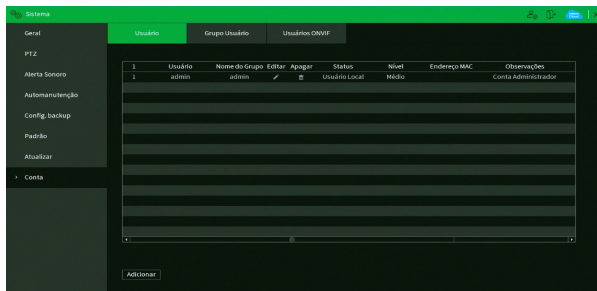 Sistema
Geral
PTZ
Alerta Sonoro
Automanutenção
Config. backup
Padrão
Atualizar
Conta
Usuário Grupo Usuário Usuários ONVIF
1 Usuário Nome do Grupo Editar Apagar Status Nível Endereço MAC Observações
1 admin admin Usuário Local Médio Conta Administrador
Adicionar